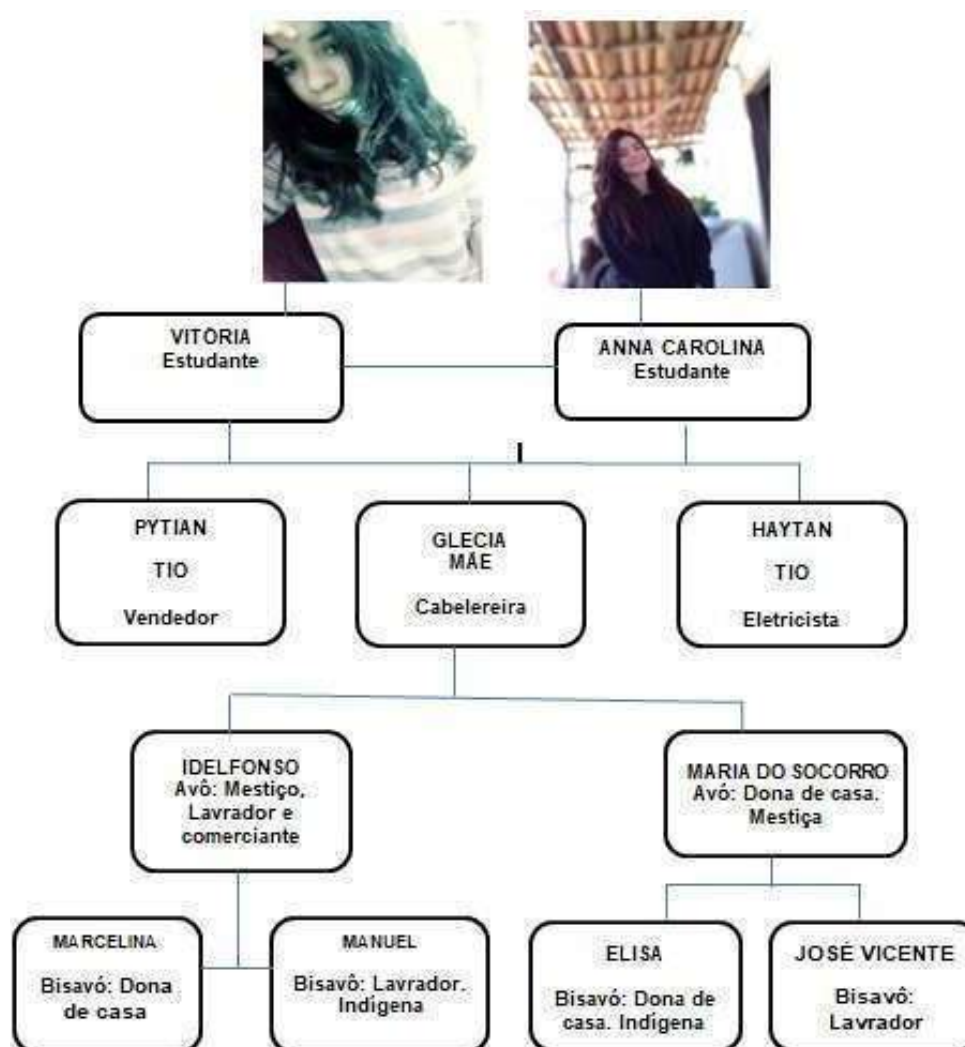 VITÓRIA
Estudante
ANNA CAROLINA
Estudante
PYTIAN
TIO
Vendedor
GLECIA
MÃE
Cabelereira
HAYTAN
TIO
Eletricista
IDELFONSO
Avô: Mestiço,
Lavrador e
comerciante
MARIA DO SOCORRO
Avó: Dona de casa.
Mestiça
MARCELINA
Bisavó: Dona
de casa
MANUEL
Bisavô: Lavrador.
Indígena
ELISA
Bisavó: Dona de
casa. Indígena
JOSÉ VICENTE
Bisavô:
Lavrador